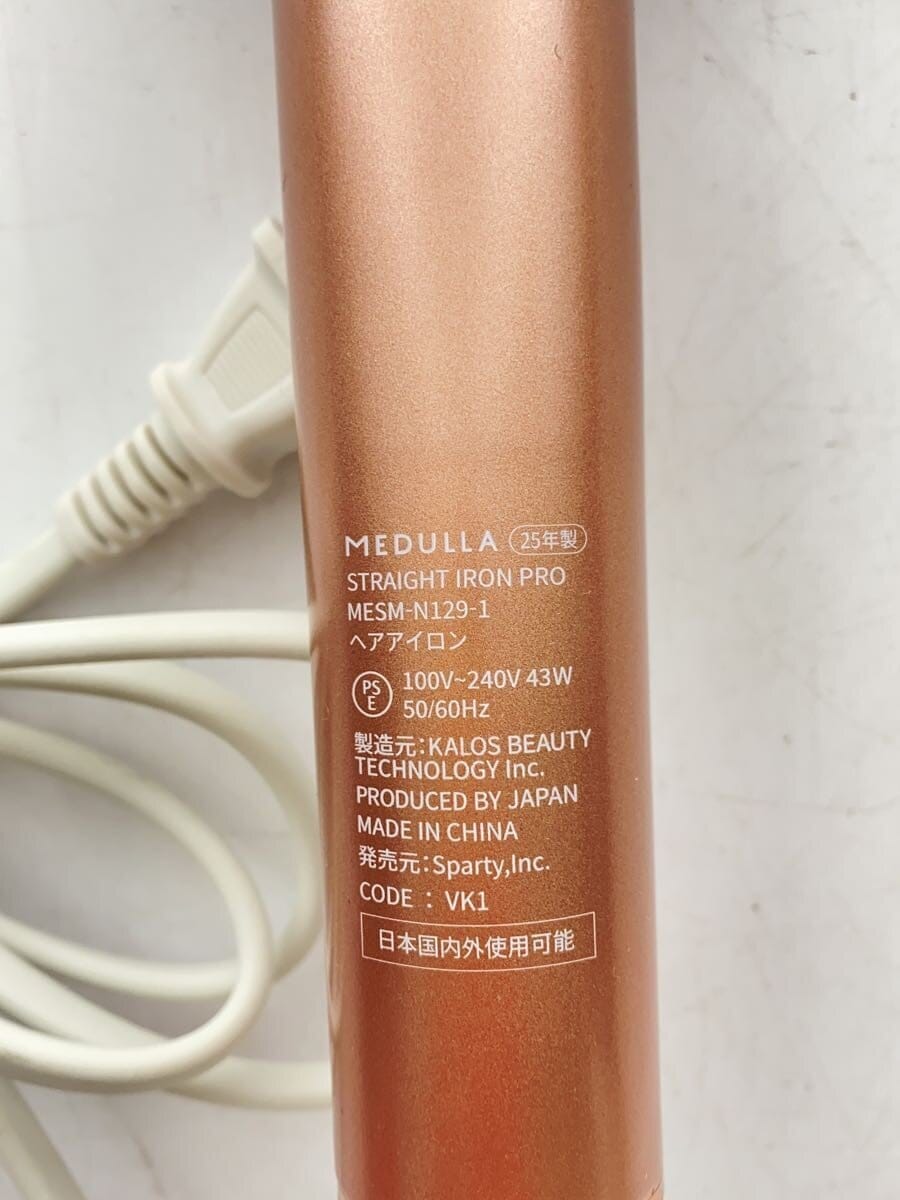 MEDULLA 25年製
STRAIGHT IRON PRO
MESM-N129-1
ヘアアイロン
PSE 100V~240V 43W
50/60Hz
製造元:KALOS BEAUTY
TECHNOLOGY Inc.
PRODUCED BY JAPAN
MADE IN CHINA
発売元:Sparty,Inc.
CODE : VK1
日本国内外使用可能